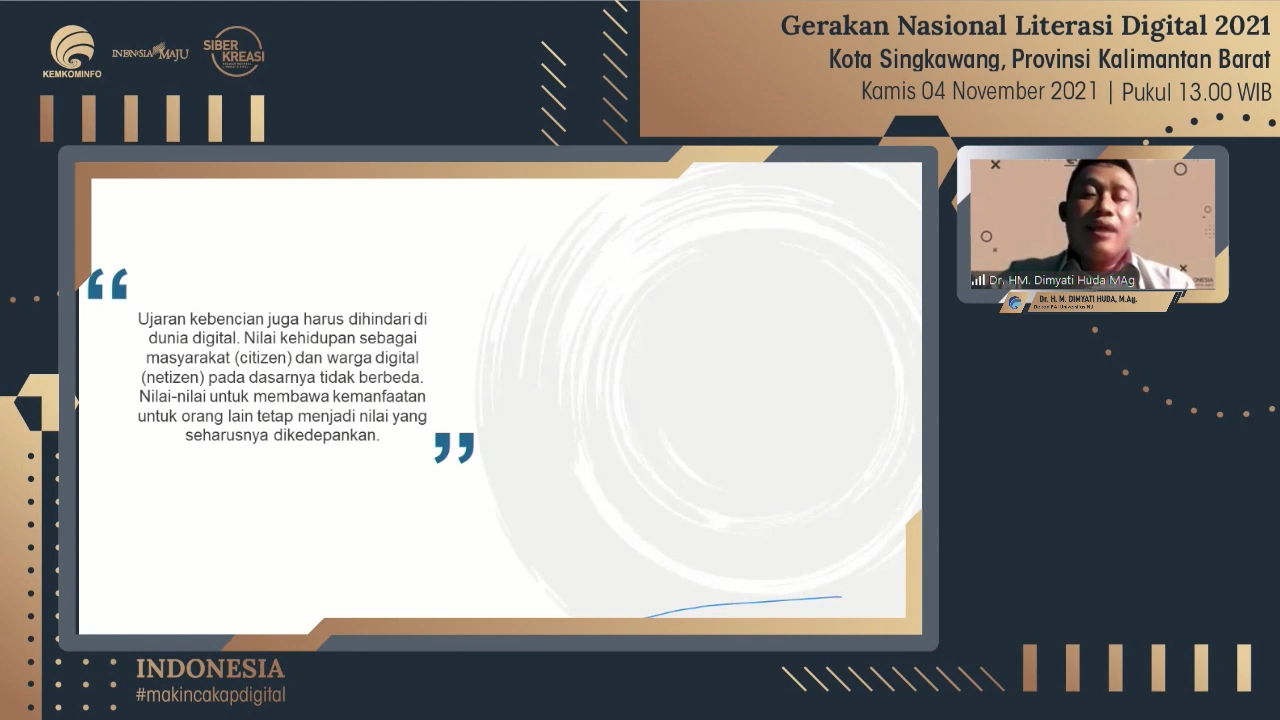 KEMKOMINFO
INDONESIA MAJU
SIBER
KREASI
Gerakan Nasional Literasi Digital 2021
Kota Singkawang, Provinsi Kalimantan Barat
Kamis 04 November 2021 | Pukul 13.00 WIB
“
Ujaran kebencian juga harus dihindari di
dunia digital. Nilai kehidupan sebagai
masyarakat (citizen) dan warga digital
(netizen) pada dasarnya tidak berbeda.
Nilai-nilai untuk membawa kemanfaatan
untuk orang lain tetap menjadi nilai yang
seharusnya dikedepankan.
”
Dr. HM. Dimyati Huda MAg
Dr. H. M. DIMYATI HUDA, M.Ag.
INDONESIA
#makincakapdigital